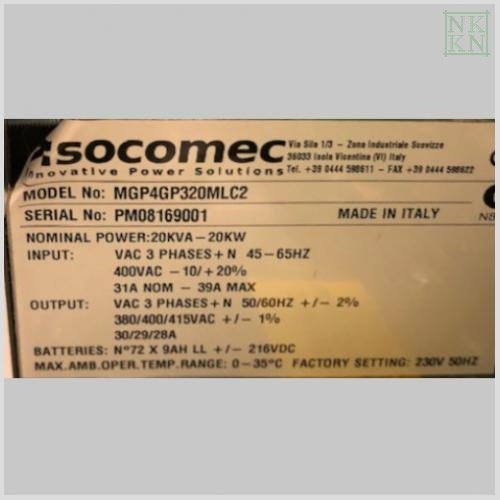 NK
KN
socomec
Innovative Power Solutions
Via Sila 1/3 - Zona Industriale Scovizze
36033 Isola Vicentina (VI) Italy
Tel. +39 0444 598611 - FAX +39 0444 598622
MODEL No: MGP4GP320MLC2
SERIAL No: PM08169001
MADE IN ITALY
NOMINAL POWER:20KVA-20KW
INPUT: VAC 3 PHASES+N 45-65HZ
400VAC -10/+20%
31A NOM - 39A MAX
OUTPUT: VAC 3 PHASES+N 50/60HZ +/- 2%
380/400/415VAC +/- 1%
30/29/28A
BATTERIES: N°72 X 9AH LL +/- 216VDC
MAX.AMB.OPER.TEMP.RANGE: 0-35°C FACTORY SETTING: 230V 50HZ